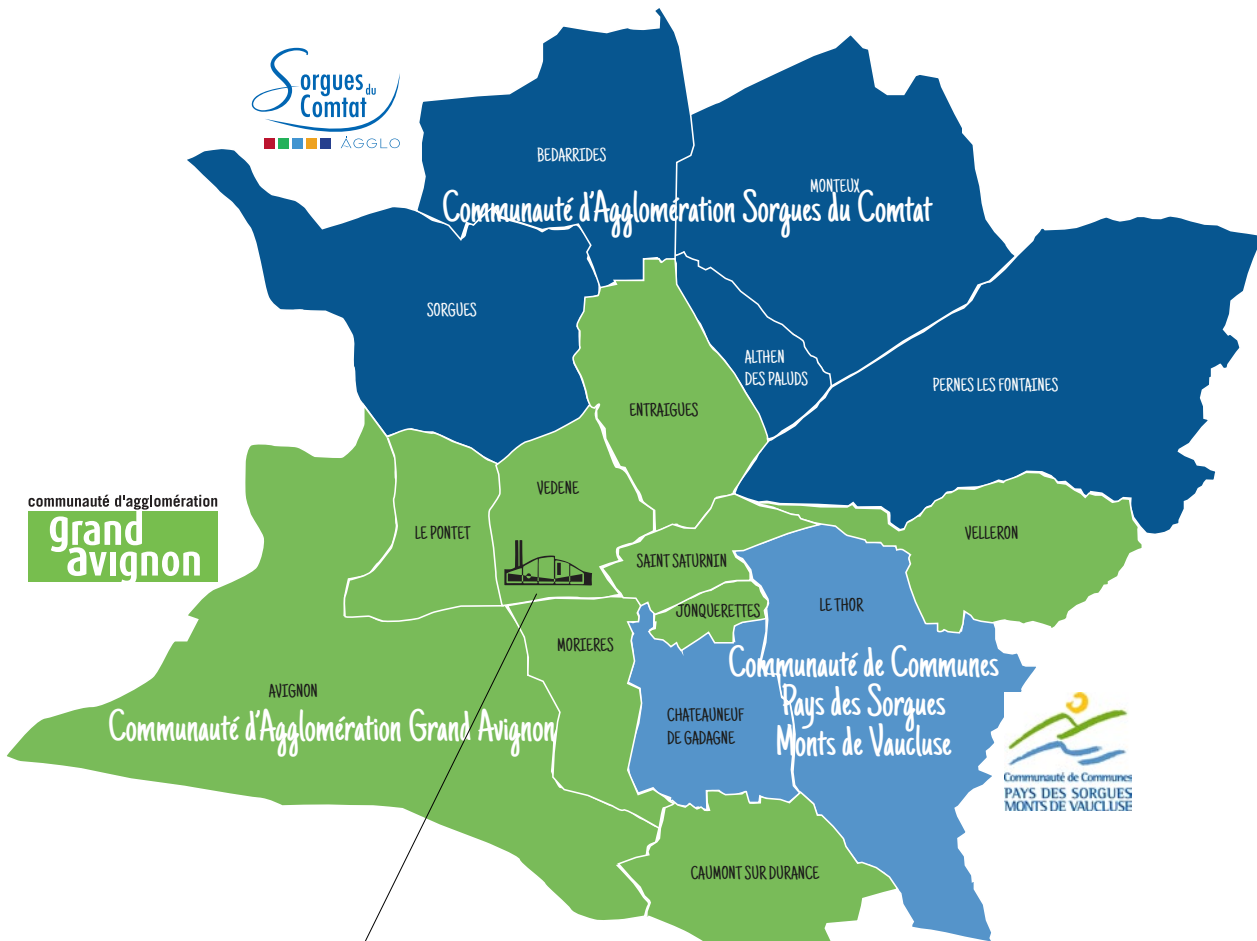 Sorgues du
Comtat
AGGLO
BEDARRIDES
MONTEUX
Communauté d'Agglomération Sorgues du Comtat
SORGUES
ALTHEN
DES PALUDS
PERNES LES FONTAINES
ENTRAIGUES
communauté d'agglomération
grand
avignon
VEDENE
LE PONTET
VELLERON
SAINT SATURNIN
JONQUERETTES
LE THOR
MORIERES
Communauté de Communes
Pays des Sorgues
Monts de Vaucluse
AVIGNON
Communauté d'Agglomération Grand Avignon
CHATEAUNEUF
DE GADAGNE
Communauté de Communes
PAYS DES SORGUES
MONTS DE VAUCLUSE
CAUMONT SUR DURANCE